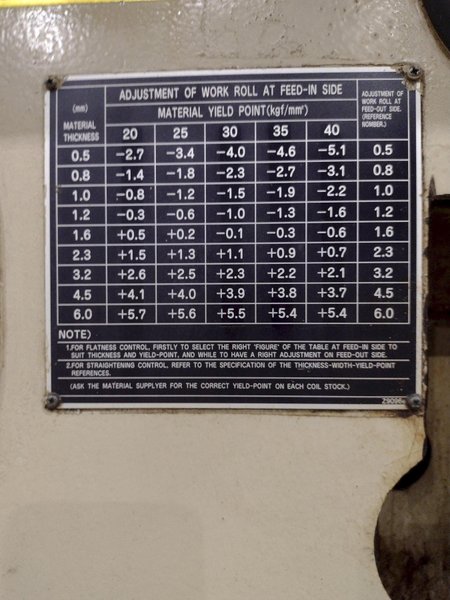 ADJUSTMENT OF WORK ROLL AT FEED-IN SIDE
(mm) MATERIAL THICKNESS
MATERIAL YIELD POINT(kgf/mm²)
ADJUSTMENT OF
WORK ROLL AT
FEED-OUT SIDE.
(REFERENCE
NOMBER.)
20 25 30 35 40
0.5 −2.7 −3.4 −4.0 −4.6 −5.1 0.5
0.8 −1.4 −1.8 −2.3 −2.7 −3.1 0.8
1.0 −0.8 −1.2 −1.5 −1.9 −2.2 1.0
1.2 −0.3 −0.6 −1.0 −1.3 −1.6 1.2
1.6 +0.5 +0.2 −0.1 −0.3 −0.6 1.6
2.3 +1.5 +1.3 +1.1 +0.9 +0.7 2.3
3.2 +2.6 +2.5 +2.3 +2.2 +2.1 3.2
4.5 +4.1 +4.0 +3.9 +3.8 +3.7 4.5
6.0 +5.7 +5.6 +5.5 +5.4 +5.4 6.0
NOTE)
1.FOR FLATNESS CONTROL, FIRSTLY TO SELECT THE RIGHT 'FIGURE' OF THE TABLE AT FEED-IN SIDE TO
SUIT THICKNESS AND YIELD-POINT, AND WHILE TO HAVE A RIGHT ADJUSTMENT ON FEED-OUT SIDE.
2.FOR STRAIGHTENING CONTROL, REFER TO THE SPECIFICATION OF THE THICKNESS-WIDTH-YIELD-POINT
REFERENCES.
(ASK THE MATERIAL SUPPLYER FOR THE CORRECT YIELD-POINT ON EACH COIL STOCK.)